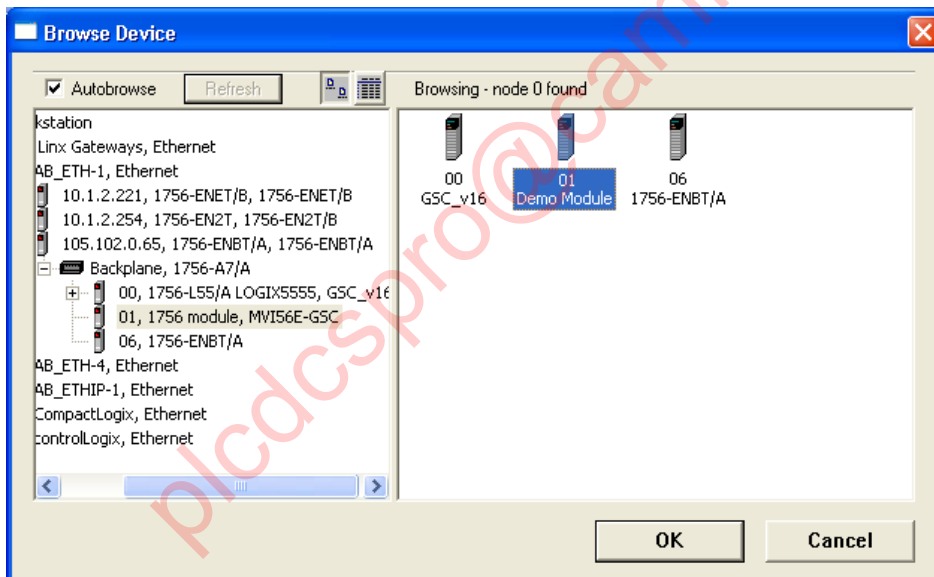 Browse Device
Autobrowse
Refresh
Browsing - node 0 found
kstation
Linx Gateways, Ethernet
AB_ETH-1, Ethernet
10.1.2.221, 1756-ENET/B, 1756-ENET/B
10.1.2.254, 1756-EN2T, 1756-EN2T/B
105.102.0.65, 1756-ENBT/A, 1756-ENBT/A
Backplane, 1756-A7/A
00, 1756-L55/A LOGIX5555, GSC_v16
01, 1756 module, MVI56E-GSC
06, 1756-ENBT/A
AB_ETH-4, Ethernet
AB_ETHIP-1, Ethernet
CompactLogix, Ethernet
controlLogix, Ethernet
00
GSC_v16
01
Demo Module
06
1756-ENBT/A
OK
Cancel
plcdcspro@cam